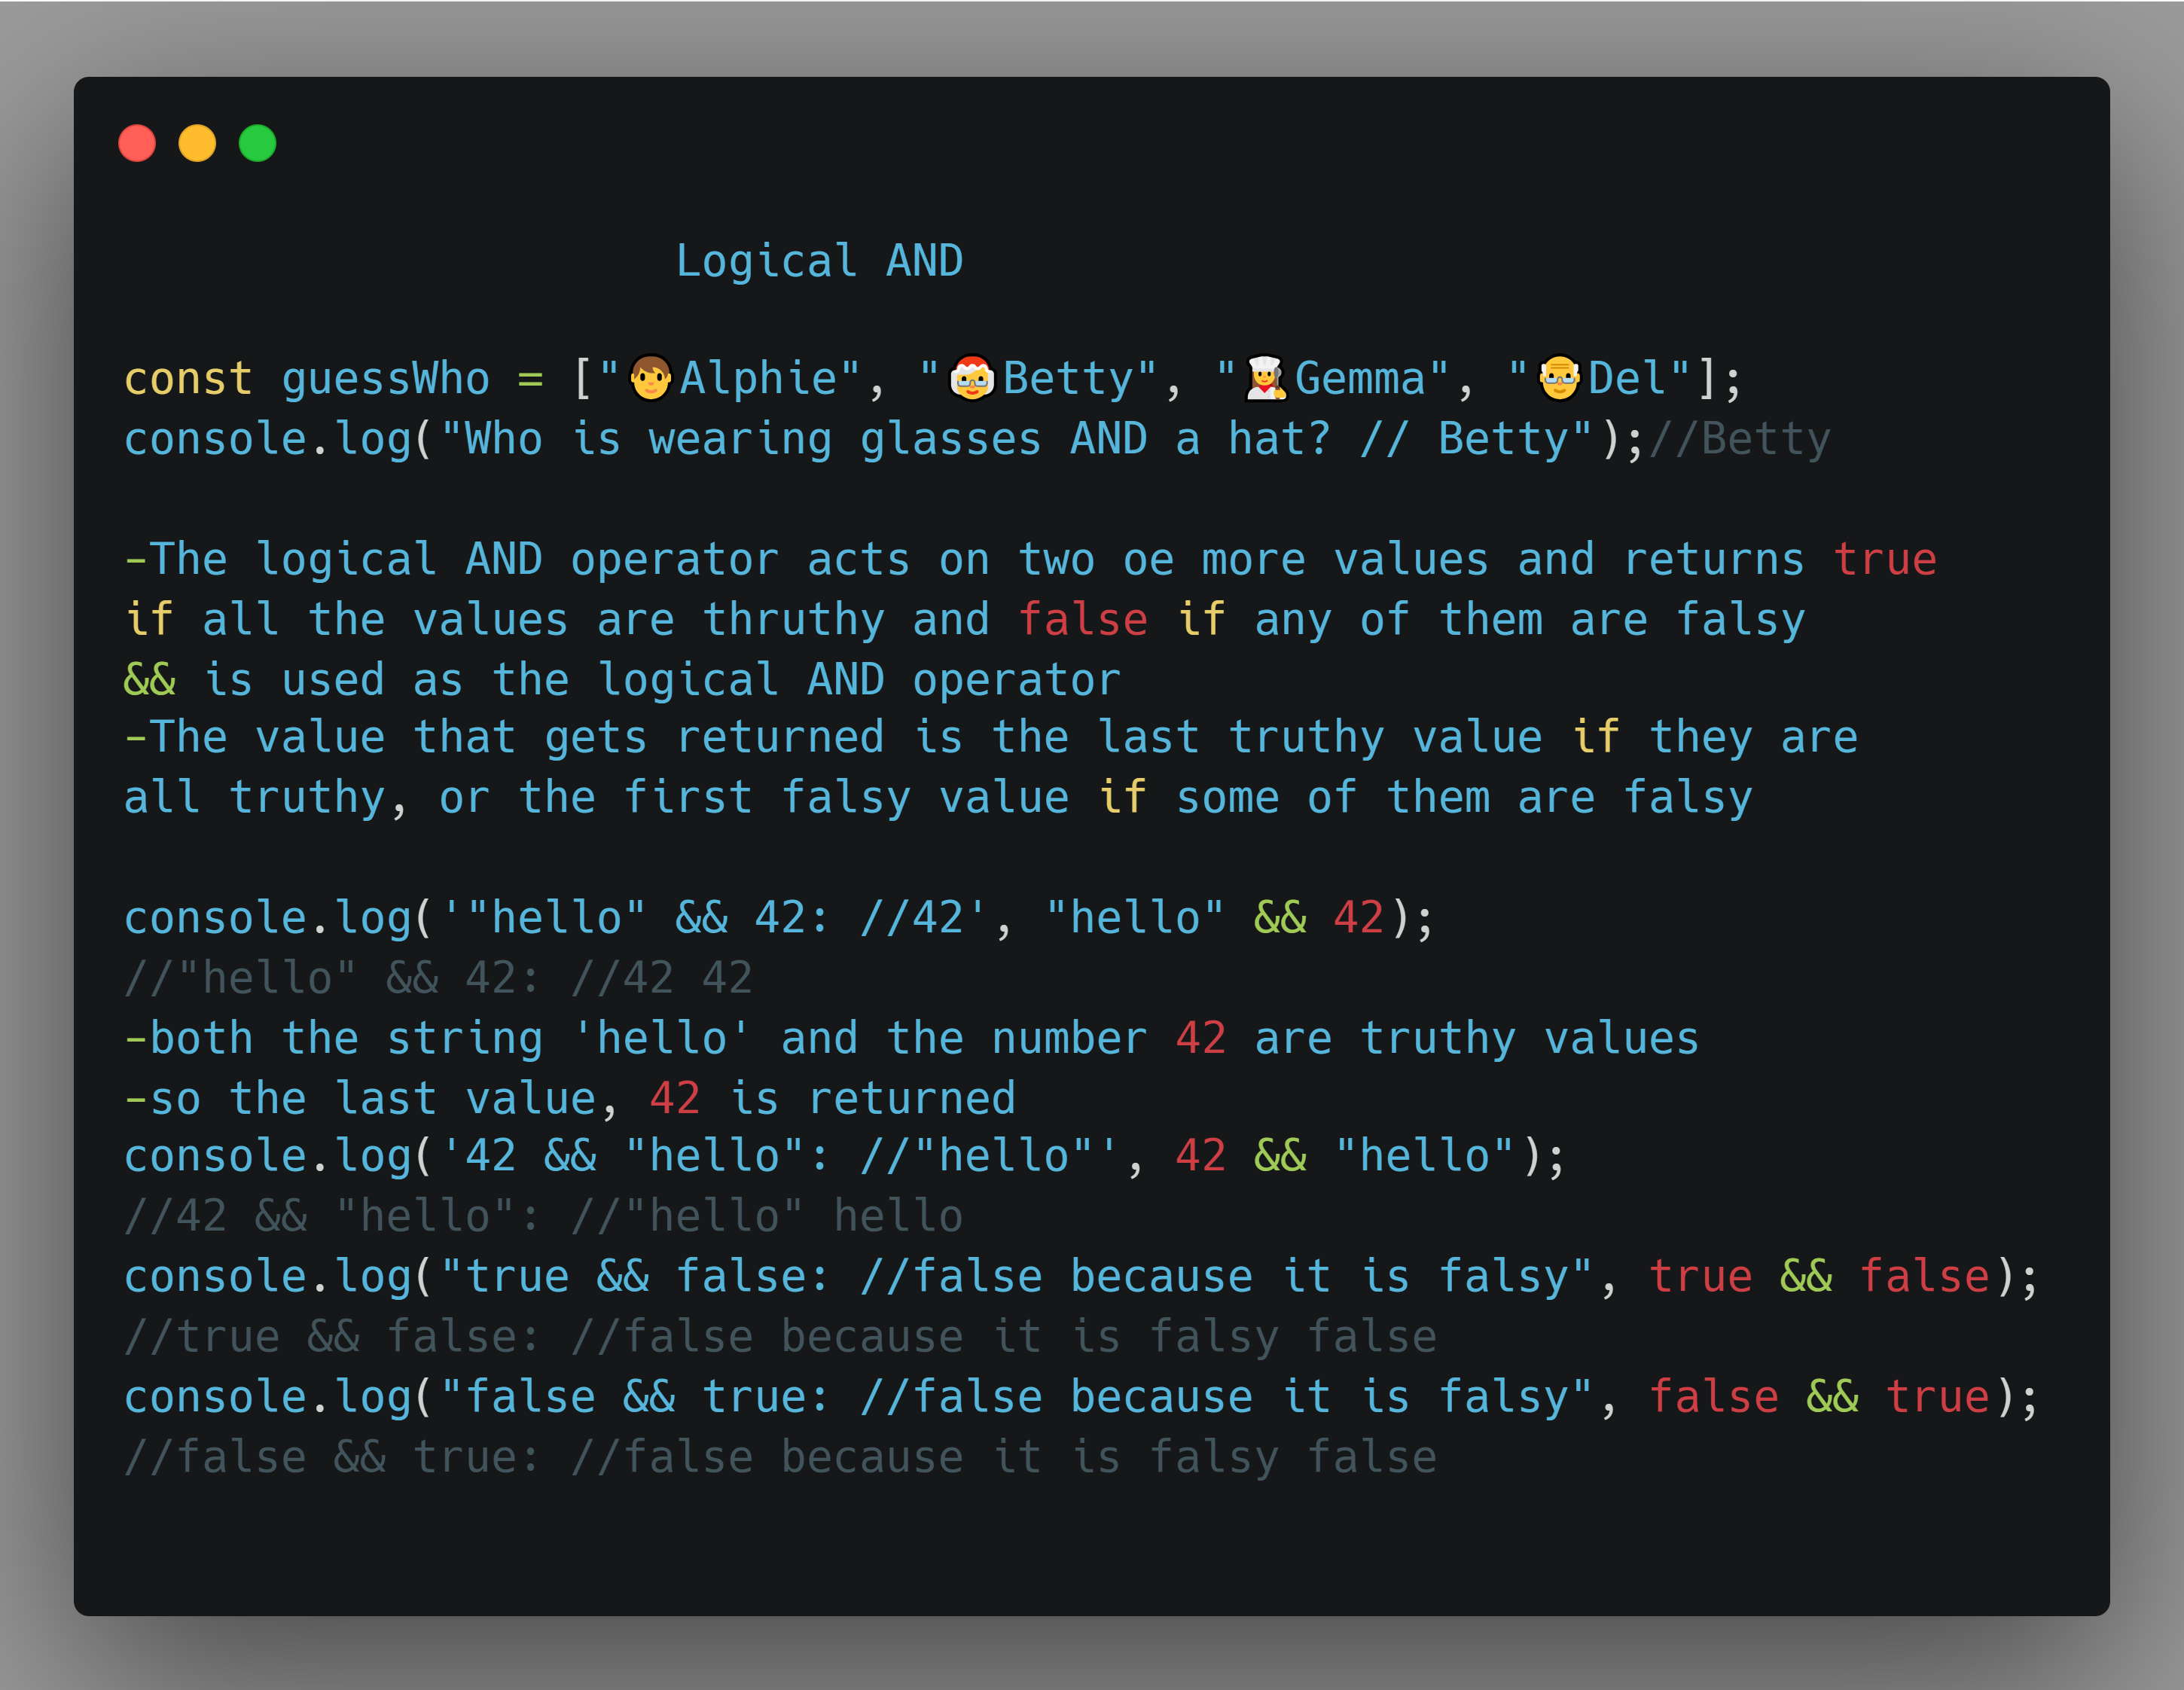 Logical AND
const guessWho = ["👦Alphie", "🤶Betty", "👩‍🍳Gemma", "👴Del"];
console.log("Who is wearing glasses AND a hat? // Betty");//Betty
-The logical AND operator acts on two oe more values and returns true
if all the values are thruthy and false if any of them are falsy
&& is used as the logical AND operator
-The value that gets returned is the last truthy value if they are
all truthy, or the first falsy value if some of them are falsy
console.log('"hello" && 42: //42', "hello" && 42);
//"hello" && 42: //42 42
-both the string 'hello' and the number 42 are truthy values
-so the last value, 42 is returned
console.log('42 && "hello": //"hello"', 42 && "hello");
//42 && "hello": //"hello" hello
console.log("true && false: //false because it is falsy", true && false);
//true && false: //false because it is falsy false
console.log("false && true: //false because it is falsy", false && true);
//false && true: //false because it is falsy false